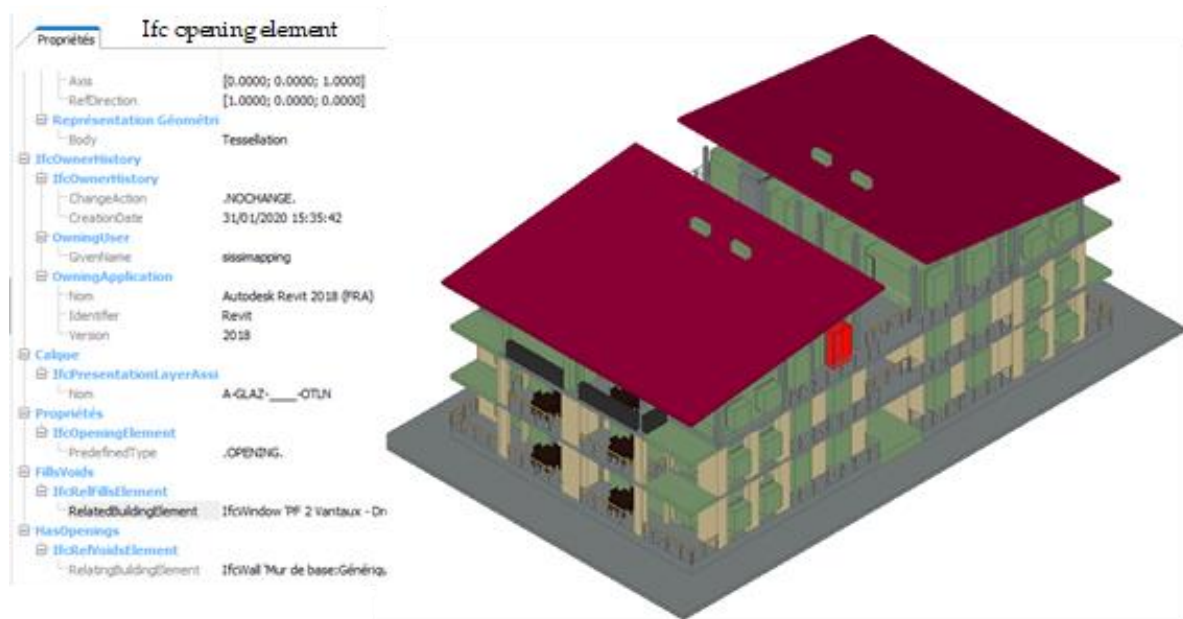 Ifc opening element
Propriétés
Axis [0.0000; 0.0000; 1.0000]
RefDirection [1.0000; 0.0000; 0.0000]
Représentation Géométri
Body Tessellation
IfcOwnerHistory
IfcOwnerHistory
ChangeAction .NOCHANGE.
CreationDate 31/01/2020 15:35:42
OwningUser
GivenName sissimapping
OwningApplication
Nom Autodesk Revit 2018 (FRA)
Identifier Revit
Version 2018
Calque
IfcPresentationLayerAssi
Nom A-GLAZ-____-OTLN
Propriétés
IfcOpeningElement
PredefinedType .OPENING.
FillsVoids
IfcRelFillsElement
RelatedBuildingElement IfcWindow 'PF 2 Vantaux - Dr
HasOpenings
IfcRelVoidsElement
RelatingBuildingElement IfcWall 'Mur de base:Génériqu